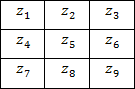 z₁ z₂ z₃
z₄ z₅ z₆
z₇ z₈ z₉